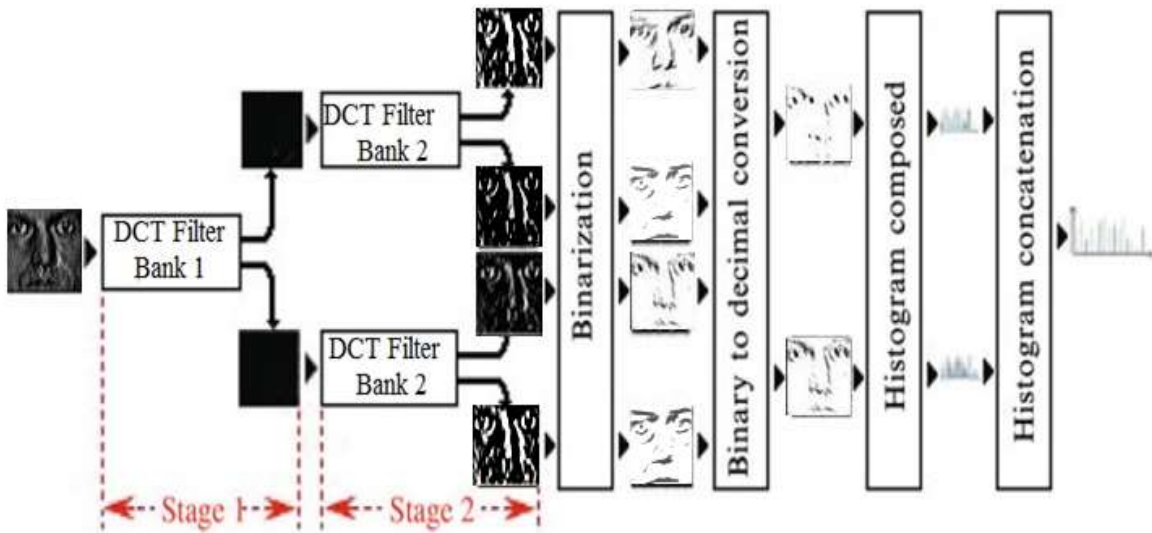 DCT Filter
Bank 1
DCT Filter
Bank 2
DCT Filter
Bank 2
Binarization
Binary to decimal conversion
Histogram composed
Histogram concatenation
Stage 1
Stage 2